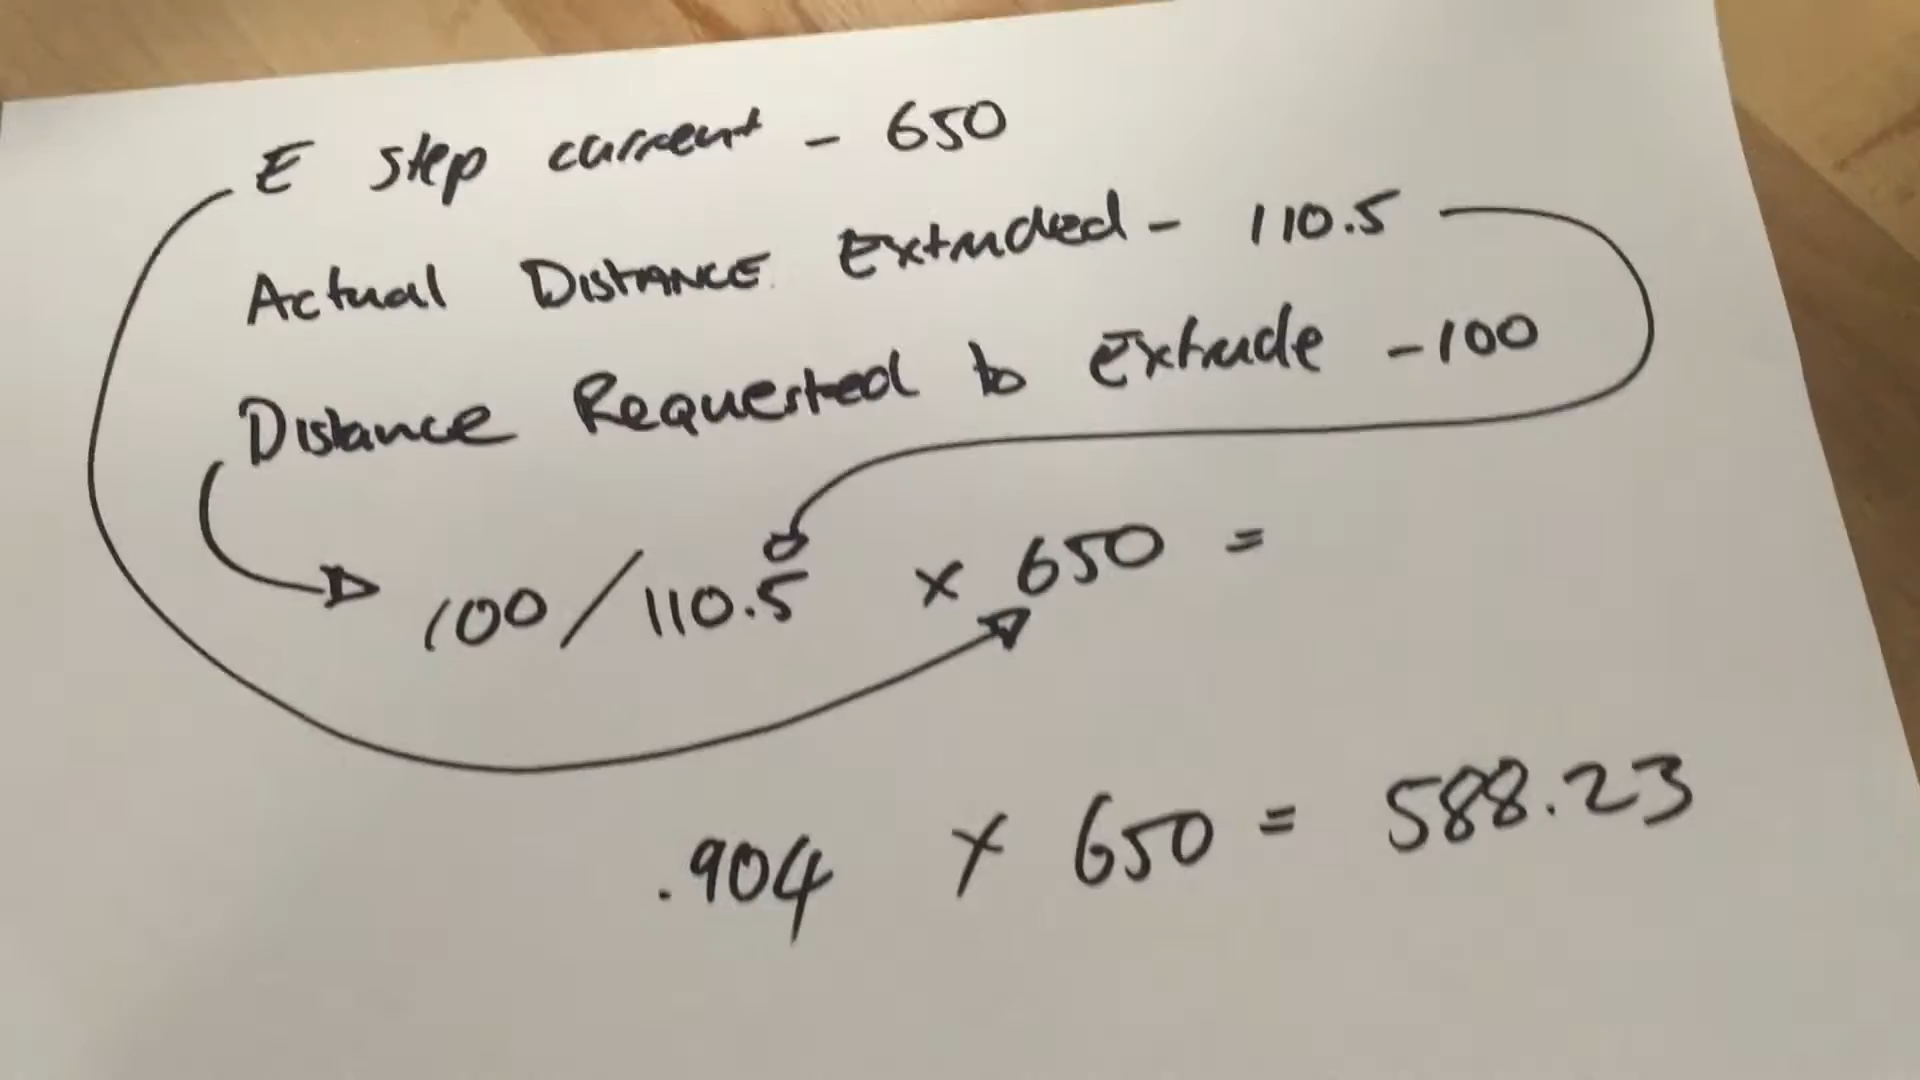 E step current - 650
Actual DISTANCE Extruded - 110.5
Distance Requested to extrude - 100
100/110.5 x 650 =
.904 x 650 = 588.23